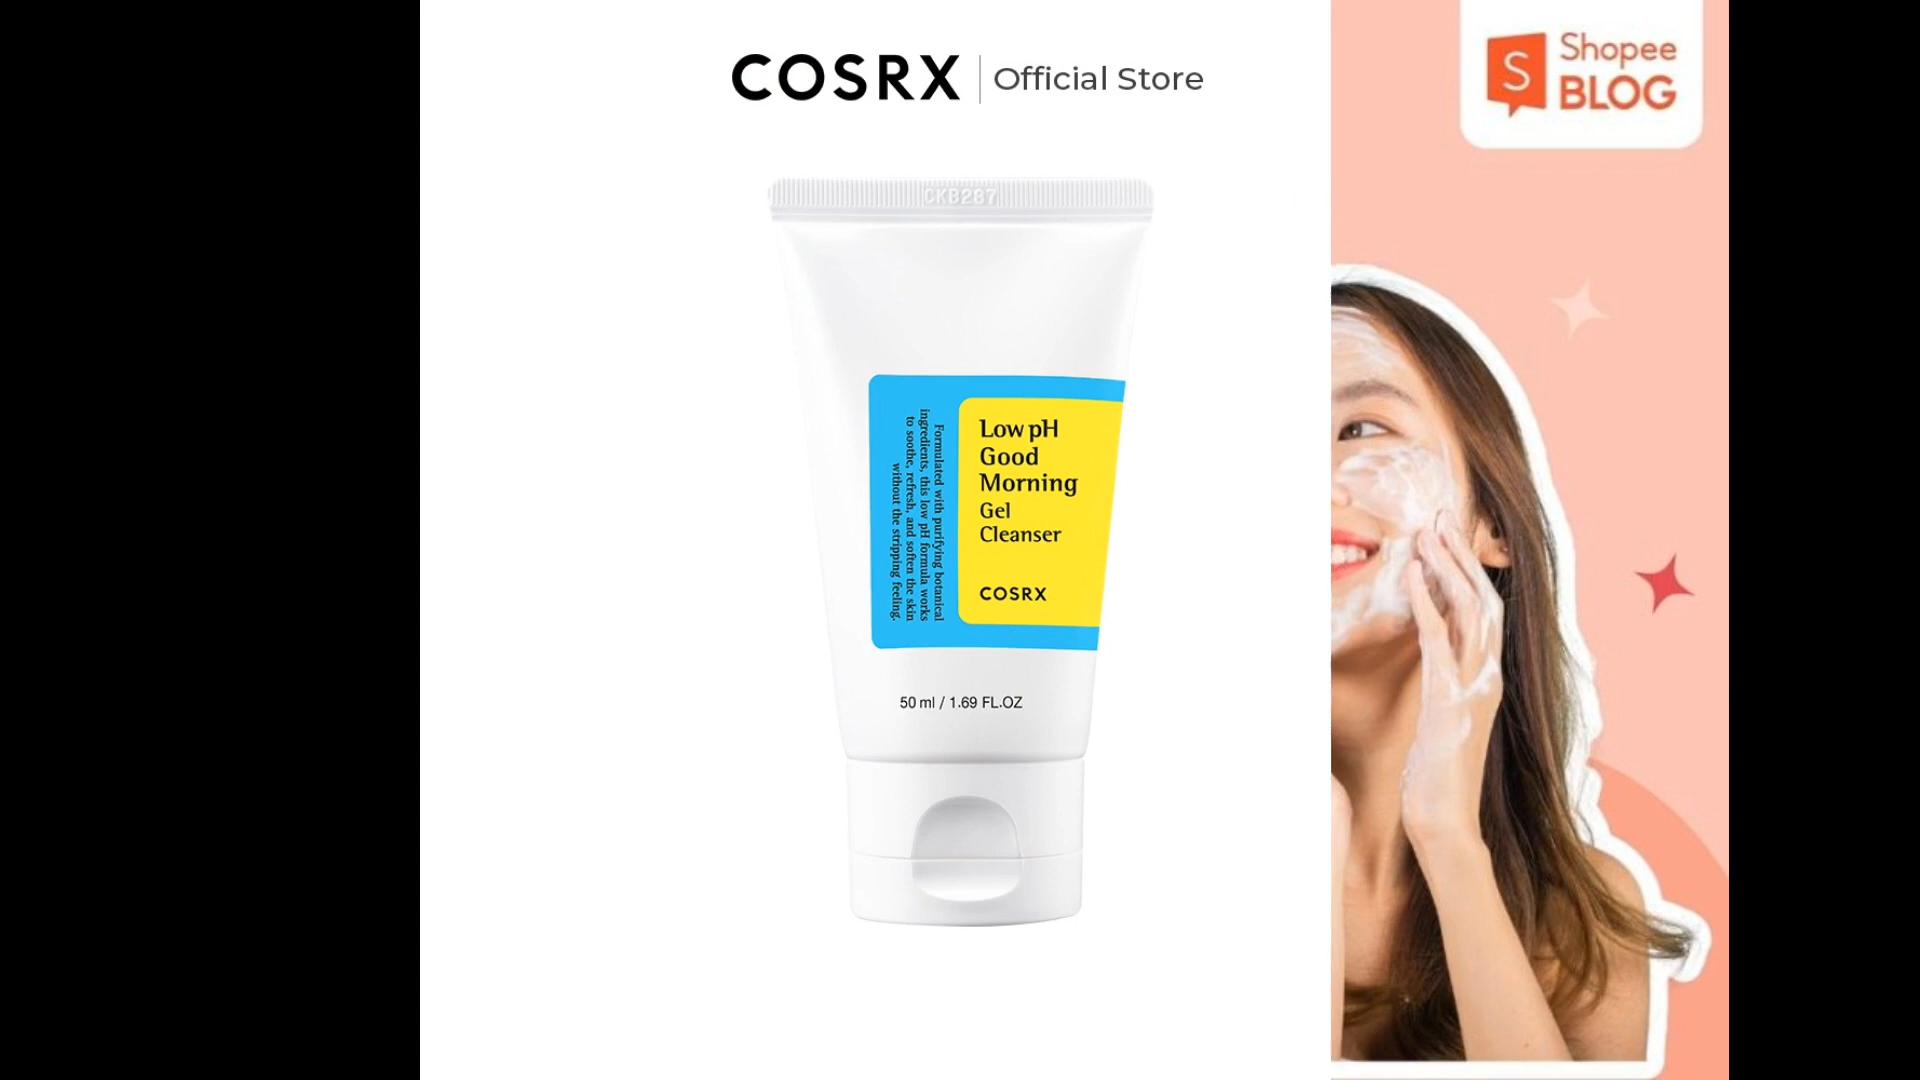 COSRX Official Store
Shopee
BLOG
CKB287
Formulated with purifying botanical
ingredients, this low pH formula works
to soothe, refresh, and soften the skin
without the stripping feeling.
Low pH
Good
Morning
Gel
Cleanser
COSRX
50 ml / 1.69 FL.OZ